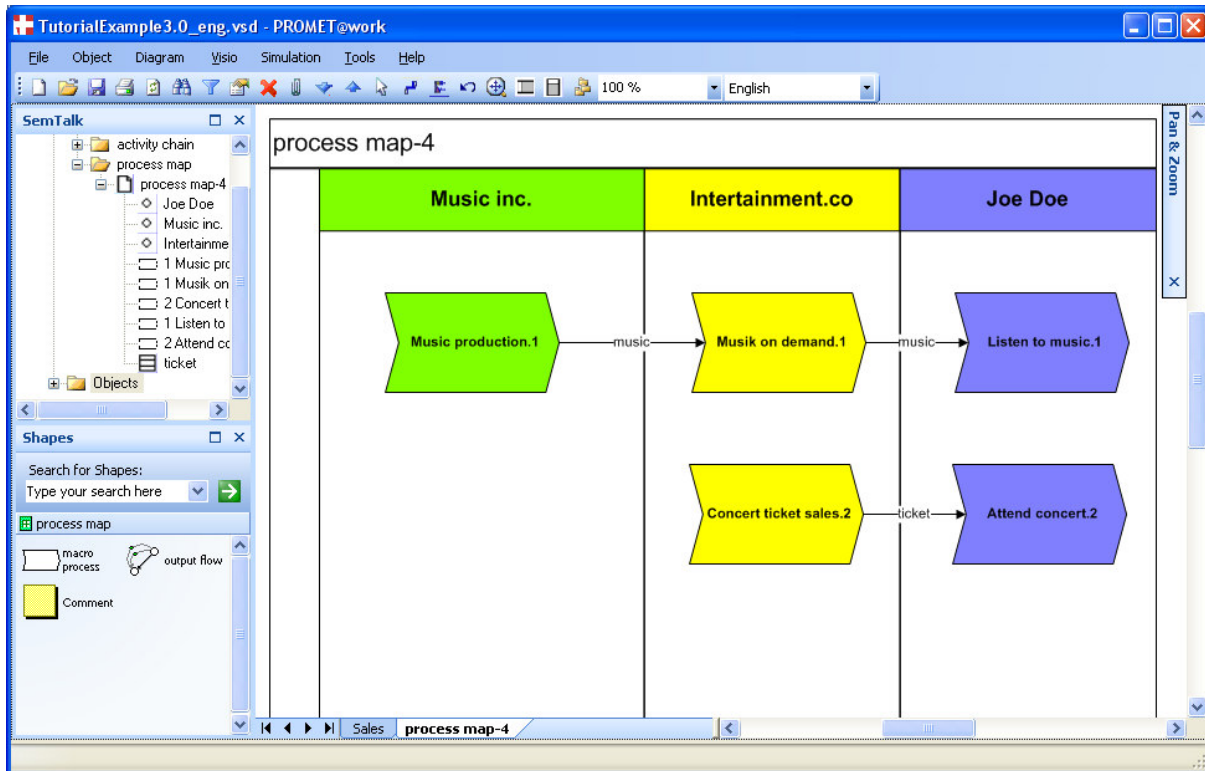 TutorialExample3.0_eng.vsd - PROMET@work
File Object Diagram Visio Simulation Tools Help
100 % English
SemTalk
activity chain
process map
process map-4
Joe Doe
Music inc.
Intertainme
1 Music pro
1 Musik on
2 Concert t
1 Listen to
2 Attend co
ticket
Objects
Shapes
Search for Shapes:
Type your search here
process map
macro
process
output flow
Comment
process map-4
Music inc. Intertainment.co Joe Doe
Music production.1 music Musik on demand.1 music Listen to music.1
Concert ticket sales.2 ticket Attend concert.2
Pan & Zoom
Sales process map-4